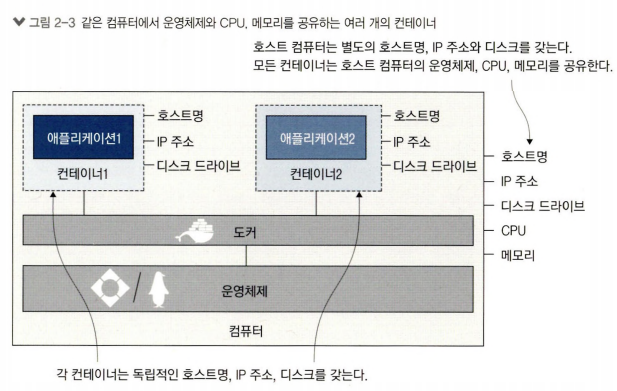 ▼ 그림 2-3 같은 컴퓨터에서 운영체제와 CPU, 메모리를 공유하는 여러 개의 컨테이너
호스트 컴퓨터는 별도의 호스트명, IP 주소와 디스크를 갖는다.
모든 컨테이너는 호스트 컴퓨터의 운영체제, CPU, 메모리를 공유한다.
애플리케이션1
컨테이너1
호스트명
IP 주소
디스크 드라이브
애플리케이션2
컨테이너2
호스트명
IP 주소
디스크 드라이브
호스트명
IP 주소
디스크 드라이브
CPU
메모리
도커
/
운영체제
컴퓨터
각 컨테이너는 독립적인 호스트명, IP 주소, 디스크를 갖는다.